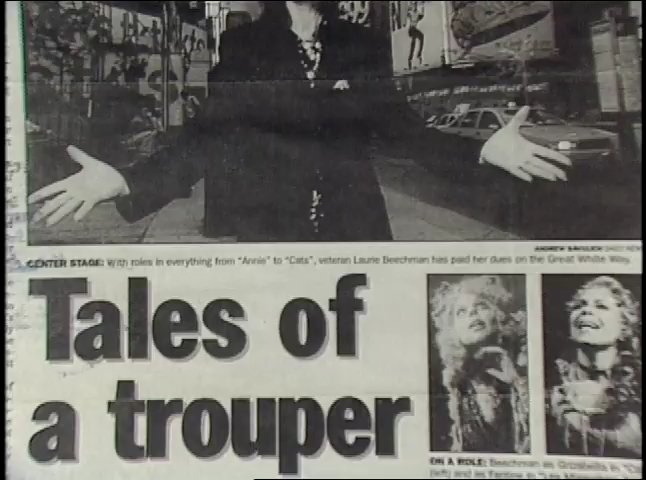 ANDREW SAVULICH DAILY NEWS
CENTER STAGE: With roles in everything from "Annie" to "Cats", veteran Laurie Beechman has paid her dues on the Great White Way.
Tales of
a trouper
ON A ROLE: Beechman as Grizabella in
(left) and as Fantine in "Les